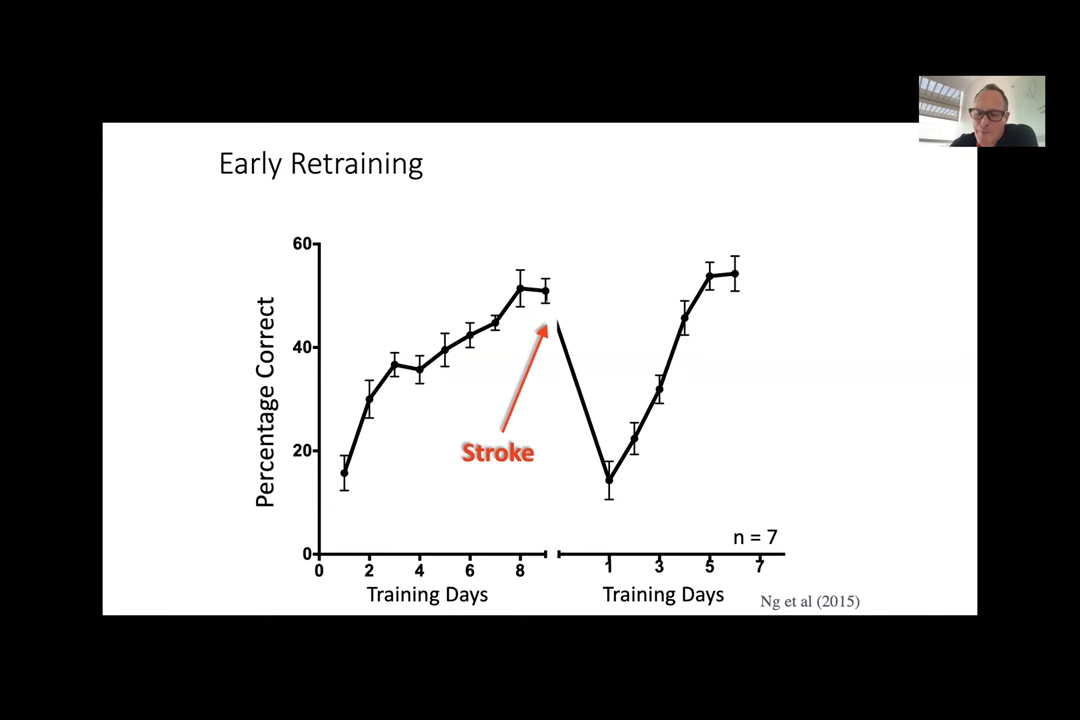 Early Retraining
60
40
20
0
Percentage Correct
Stroke
n = 7
0 2 4 6 8 1 3 5 7
Training Days Training Days
Ng et al (2015)